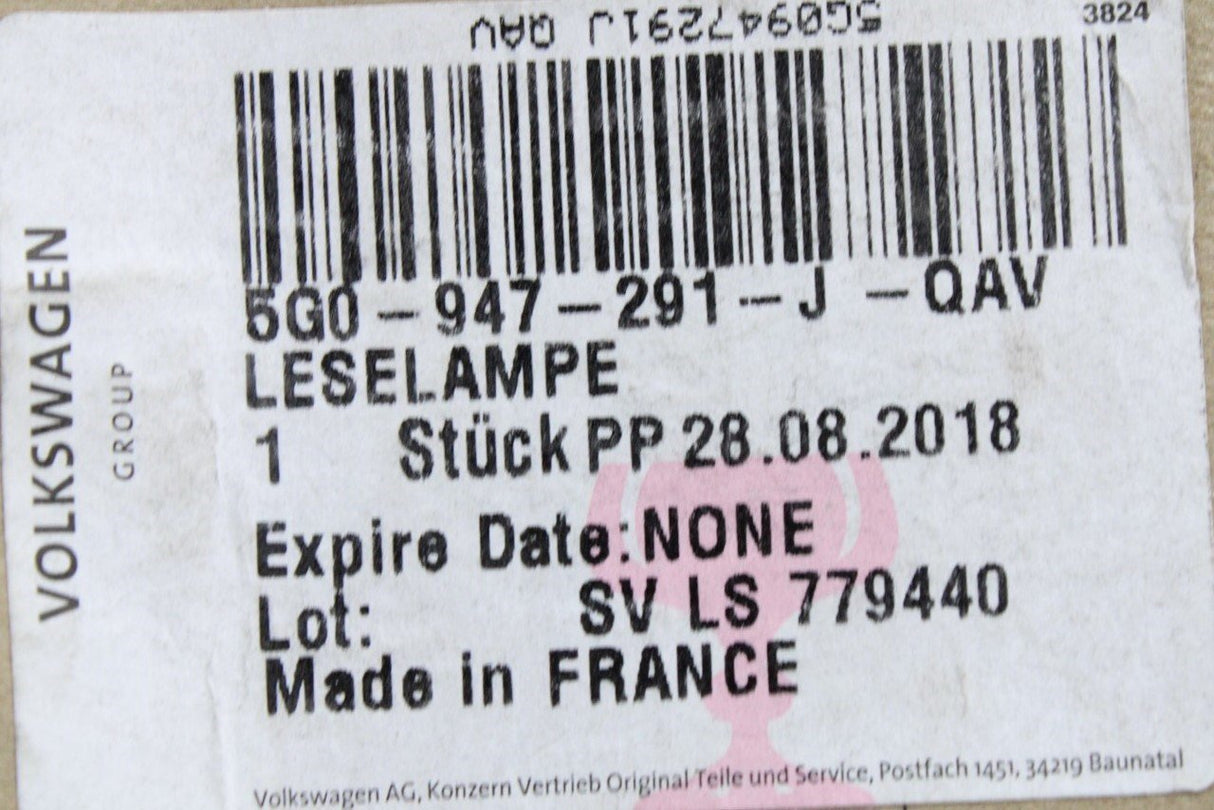 5G0947291J QAV
3824
5G0-947-291-J -QAV
LESELAMPE
1 Stück PP 28.08.2018
Expire Date:NONE
Lot: SV LS 779440
Made in FRANCE
Volkswagen AG, Konzern Vertrieb Original Teile und Service, Postfach 1451, 34219 Baunatal
VOLKSWAGEN
GROUP